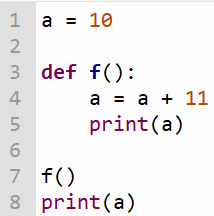 1 a = 10
2
3 def f():
4     a = a + 11
5     print(a)
6
7 f()
8 print(a)